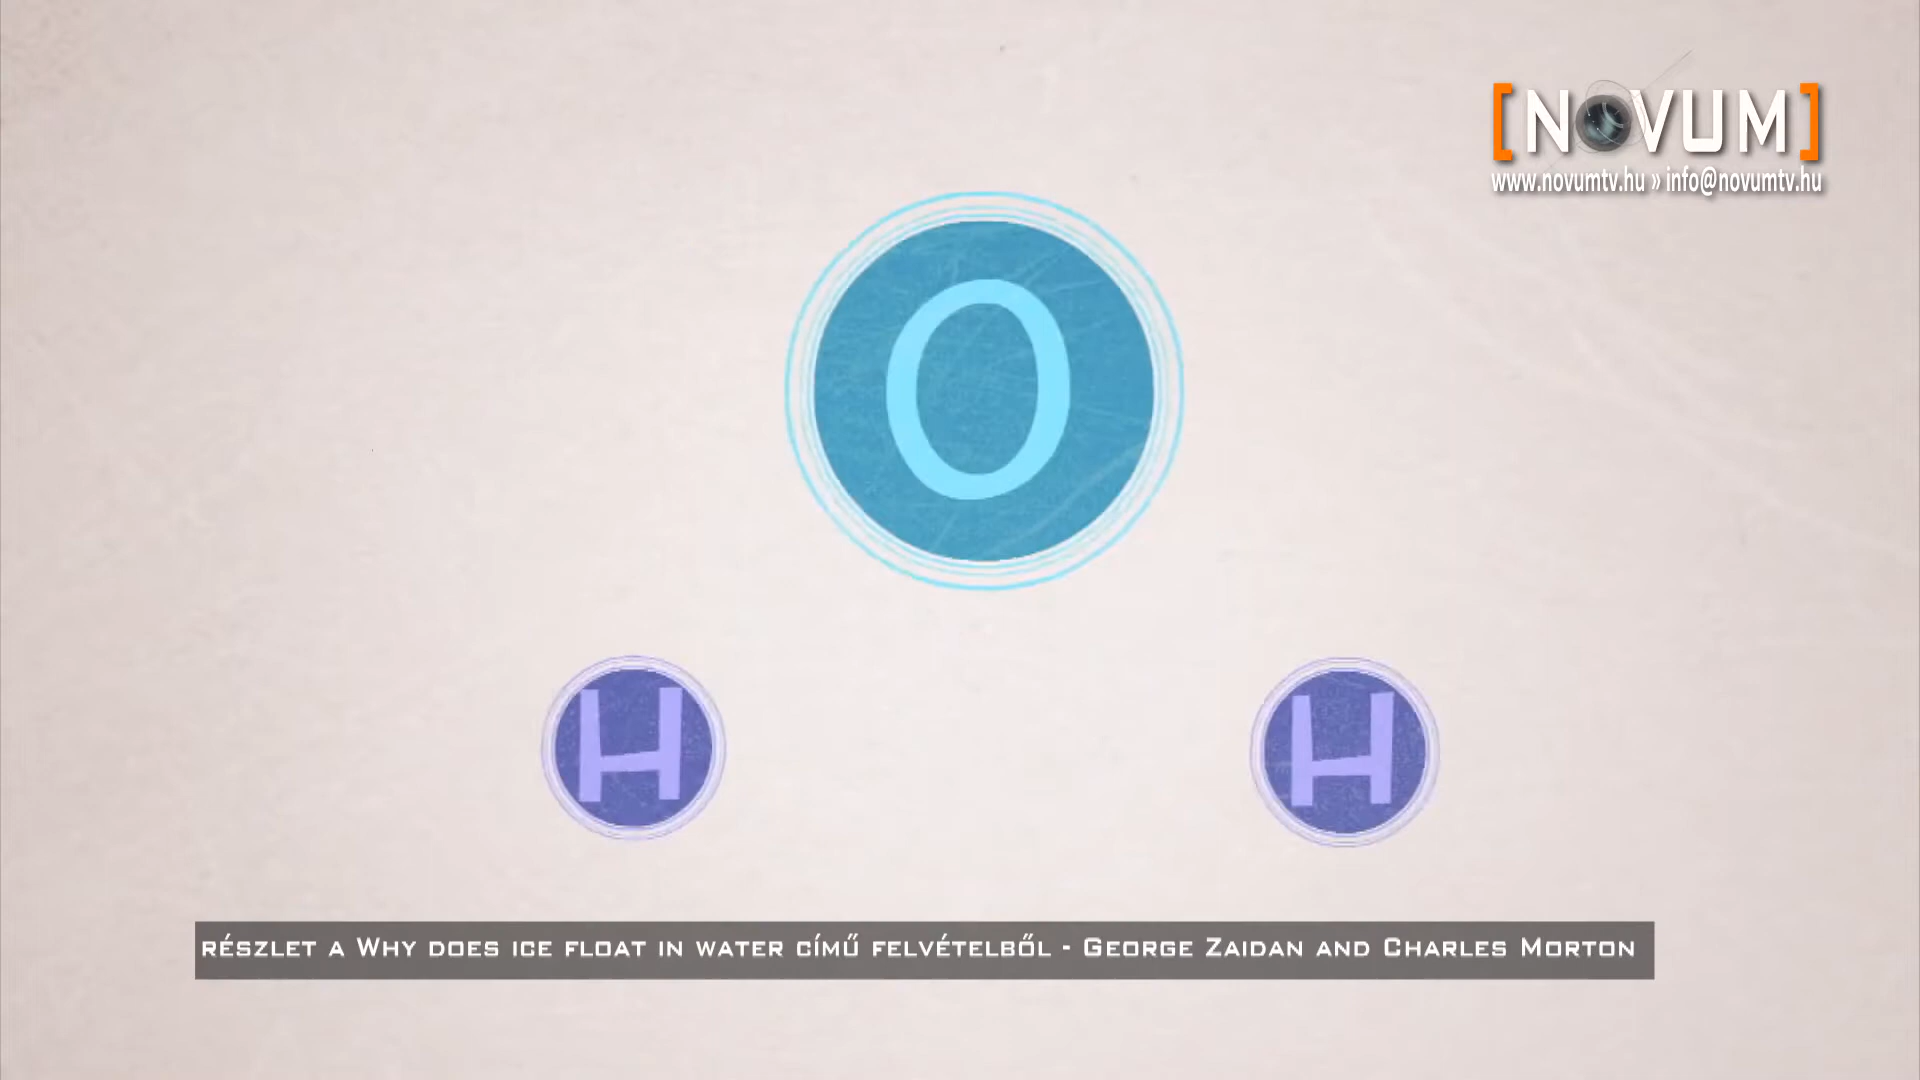 [NOVUM]
www.novumtv.hu » info@novumtv.hu
O
H H
RÉSZLET A WHY DOES ICE FLOAT IN WATER CÍMŰ FELVÉTELBŐL - GEORGE ZAIDAN AND CHARLES MORTON